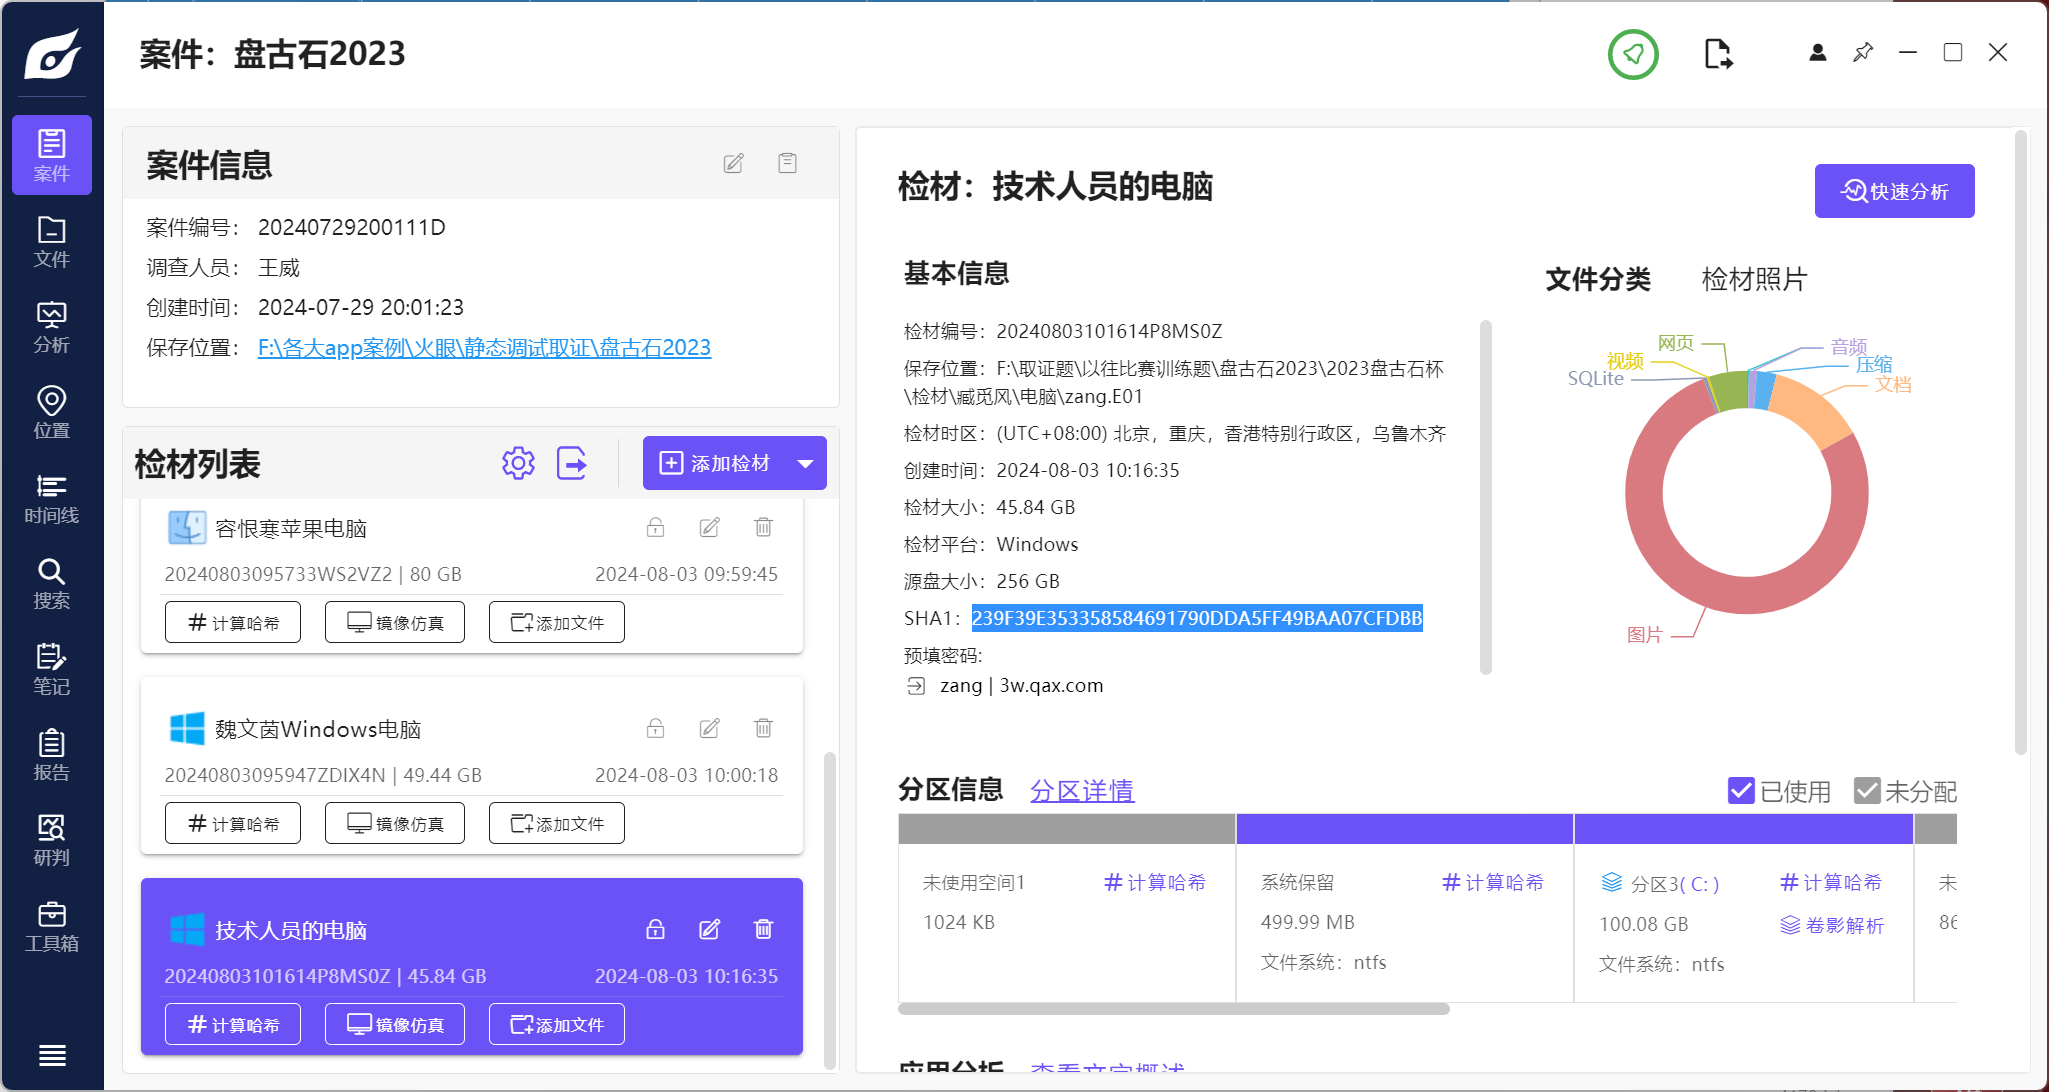 案件：盘古石2023
案件
文件
分析
位置
时间线
搜索
笔记
报告
研判
工具箱
案件信息
案件编号： 20240729200111D
调查人员： 王威
创建时间： 2024-07-29 20:01:23
保存位置： F:\各大app案例\火眼\静态调试取证\盘古石2023
检材列表
添加检材
容恨寒苹果电脑
20240803095733WS2VZ2 | 80 GB 2024-08-03 09:59:45
计算哈希 镜像仿真 添加文件
魏文茵Windows电脑
20240803095947ZDIX4N | 49.44 GB 2024-08-03 10:00:18
计算哈希 镜像仿真 添加文件
技术人员的电脑
20240803101614P8MS0Z | 45.84 GB 2024-08-03 10:16:35
计算哈希 镜像仿真 添加文件
检材：技术人员的电脑
快速分析
基本信息
检材编号：20240803101614P8MS0Z
保存位置：F:\取证题\以往比赛训练题\盘古石2023\2023盘古石杯
\检材\臧觅风\电脑\zang.E01
检材时区：(UTC+08:00) 北京，重庆，香港特别行政区，乌鲁木齐
创建时间：2024-08-03 10:16:35
检材大小：45.84 GB
检材平台：Windows
源盘大小：256 GB
SHA1：239F39E353358584691790DDA5FF49BAA07CFDBB
预填密码:
zang | 3w.qax.com
文件分类 检材照片
网页
音频
视频
压缩
SQLite
文档
图片
分区信息 分区详情
已使用 未分配
未使用空间1 计算哈希
1024 KB
系统保留 计算哈希
499.99 MB
文件系统：ntfs
分区3( C: ) 计算哈希
100.08 GB 卷影解析
文件系统：ntfs
未
86
应用分析 查看文字概述